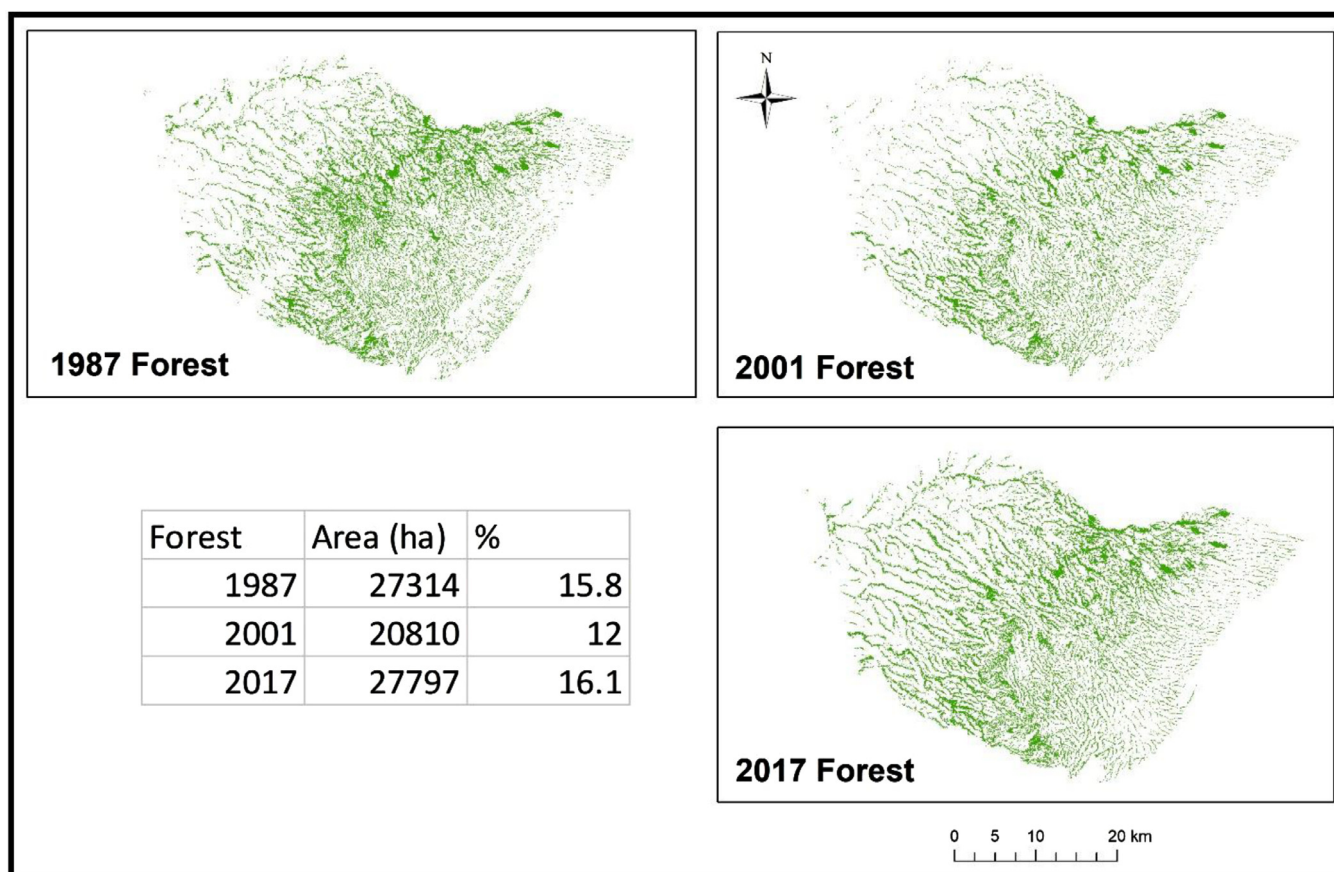 N
1987 Forest
2001 Forest
Forest Area (ha) %
1987 27314 15.8
2001 20810 12
2017 27797 16.1
2017 Forest
0 5 10 20 km